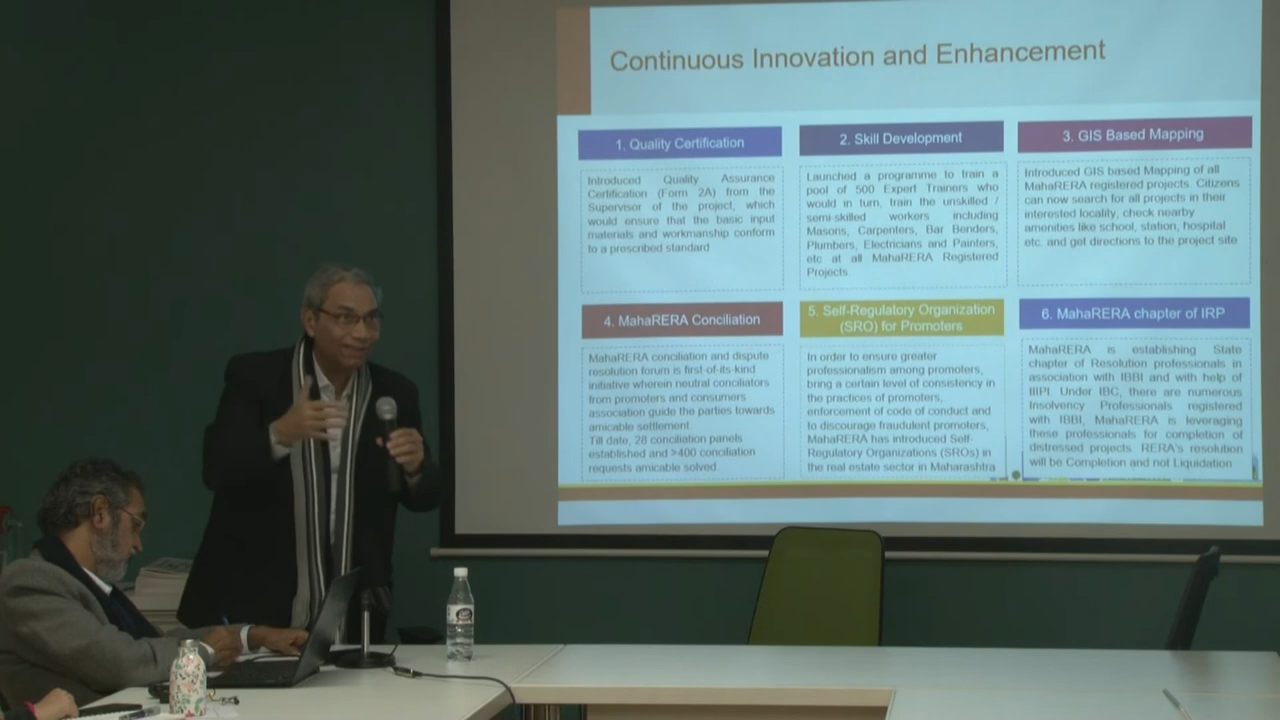 Continuous Innovation and Enhancement
1. Quality Certification
Introduced Quality Assurance
Certification (Form 2A) from the
Supervisor of the project, which
would ensure that the basic input
materials and workmanship conform
to a prescribed standard
2. Skill Development
Launched a programme to train a
pool of 500 Expert Trainers who
would in turn, train the unskilled /
semi-skilled workers including
Masons, Carpenters, Bar Benders,
Plumbers, Electricians and Painters,
etc at all MahaRERA Registered
Projects
3. GIS Based Mapping
Introduced GIS based Mapping of all
MahaRERA registered projects. Citizens
can now search for all projects in their
interested locality, check nearby
amenities like school, station, hospital
etc. and get directions to the project site
4. MahaRERA Conciliation
MahaRERA conciliation and dispute
resolution forum is first-of-its-kind
initiative wherein neutral conciliators
from promoters and consumers
association guide the parties towards
amicable settlement.
Till date, 28 conciliation panels
established and >400 conciliation
requests amicable solved.
5. Self-Regulatory Organization
(SRO) for Promoters
In order to ensure greater
professionalism among promoters,
bring a certain level of consistency in
the practices of promoters,
enforcement of code of conduct and
to discourage fraudulent promoters,
MahaRERA has introduced Self-
Regulatory Organizations (SROs) in
the real estate sector in Maharashtra
6. MahaRERA chapter of IRP
MahaRERA is establishing State
chapter of Resolution professionals in
association with IBBI and with help of
IIIPI. Under IBC, there are numerous
Insolvency Professionals registered
with IBBI, MahaRERA is leveraging
these professionals for completion of
distressed projects. RERA's resolution
will be Completion and not Liquidation